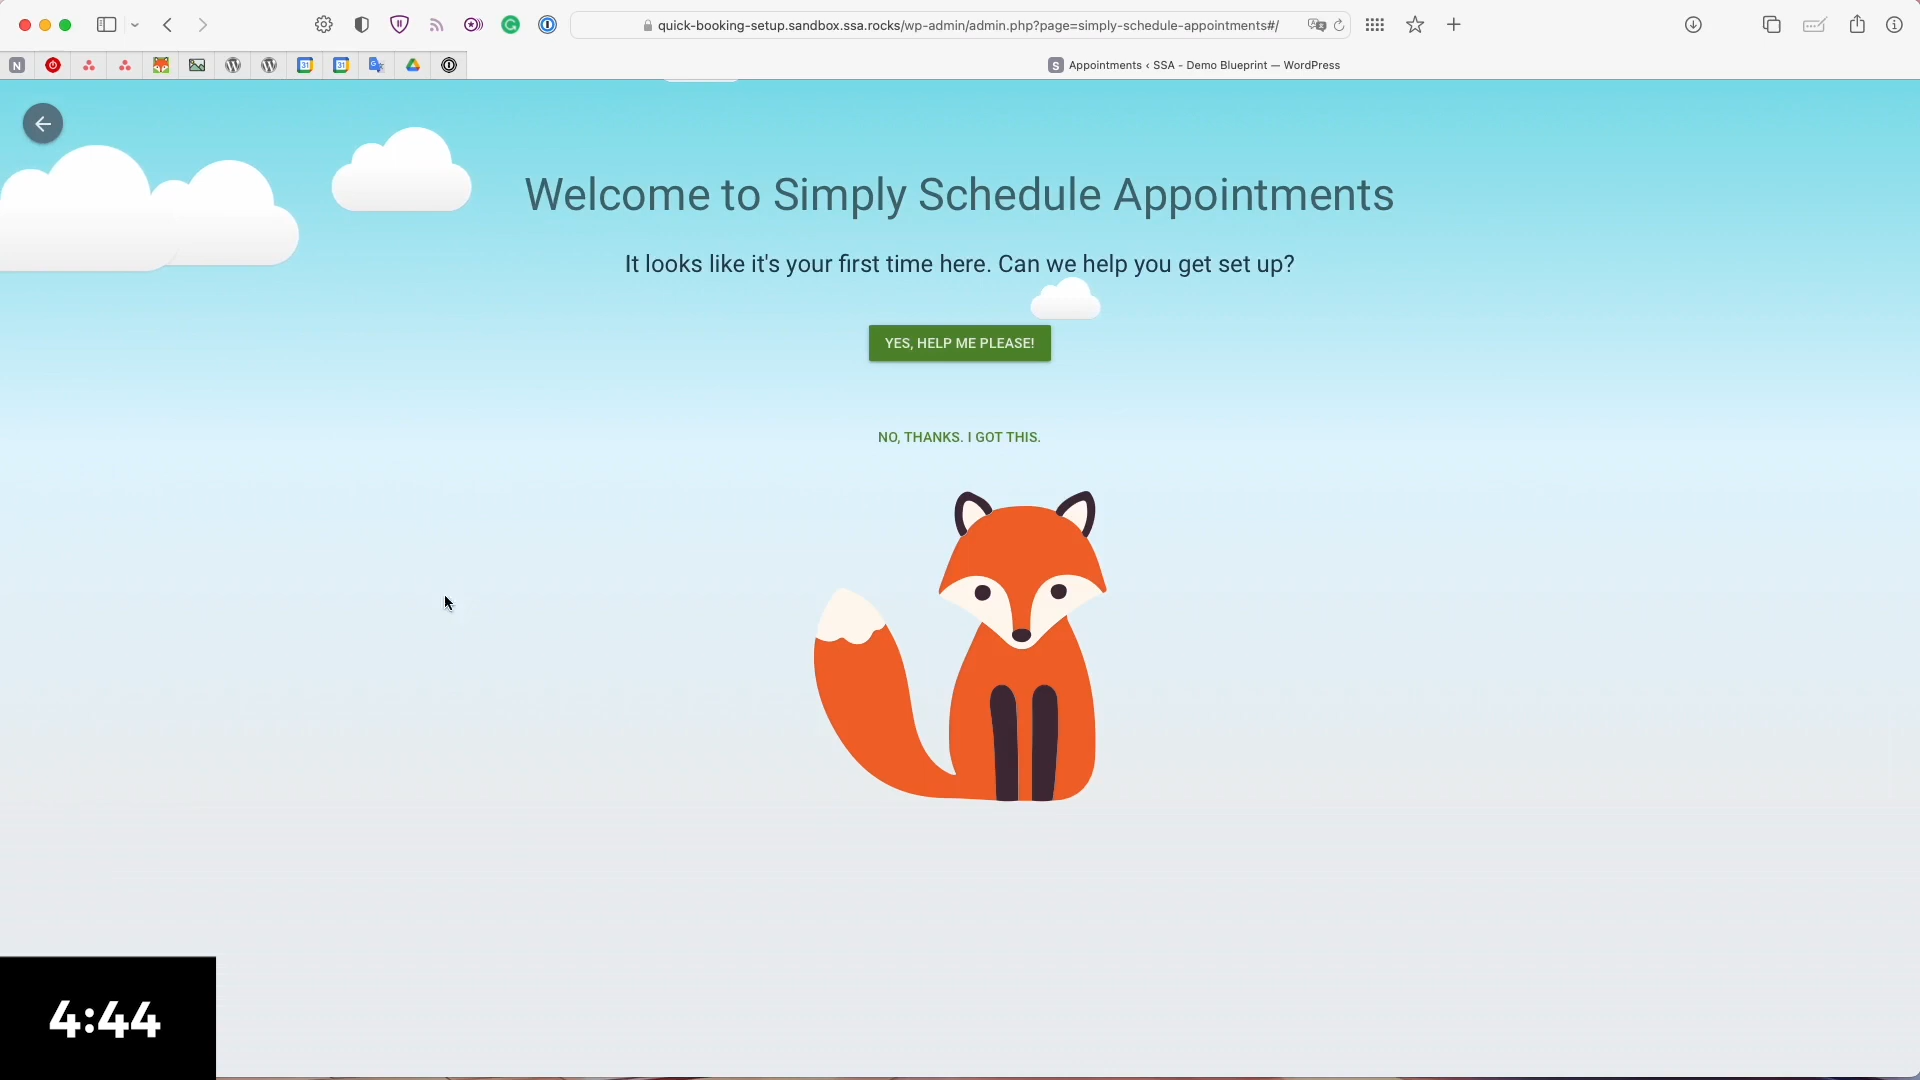 quick-booking-setup.sandbox.ssa.rocks/wp-admin/admin.php?page=simply-schedule-appointments#/
N
31
31
S Appointments ‹ SSA - Demo Blueprint — WordPress
Welcome to Simply Schedule Appointments
It looks like it's your first time here. Can we help you get set up?
YES, HELP ME PLEASE!
NO, THANKS. I GOT THIS.
4:44